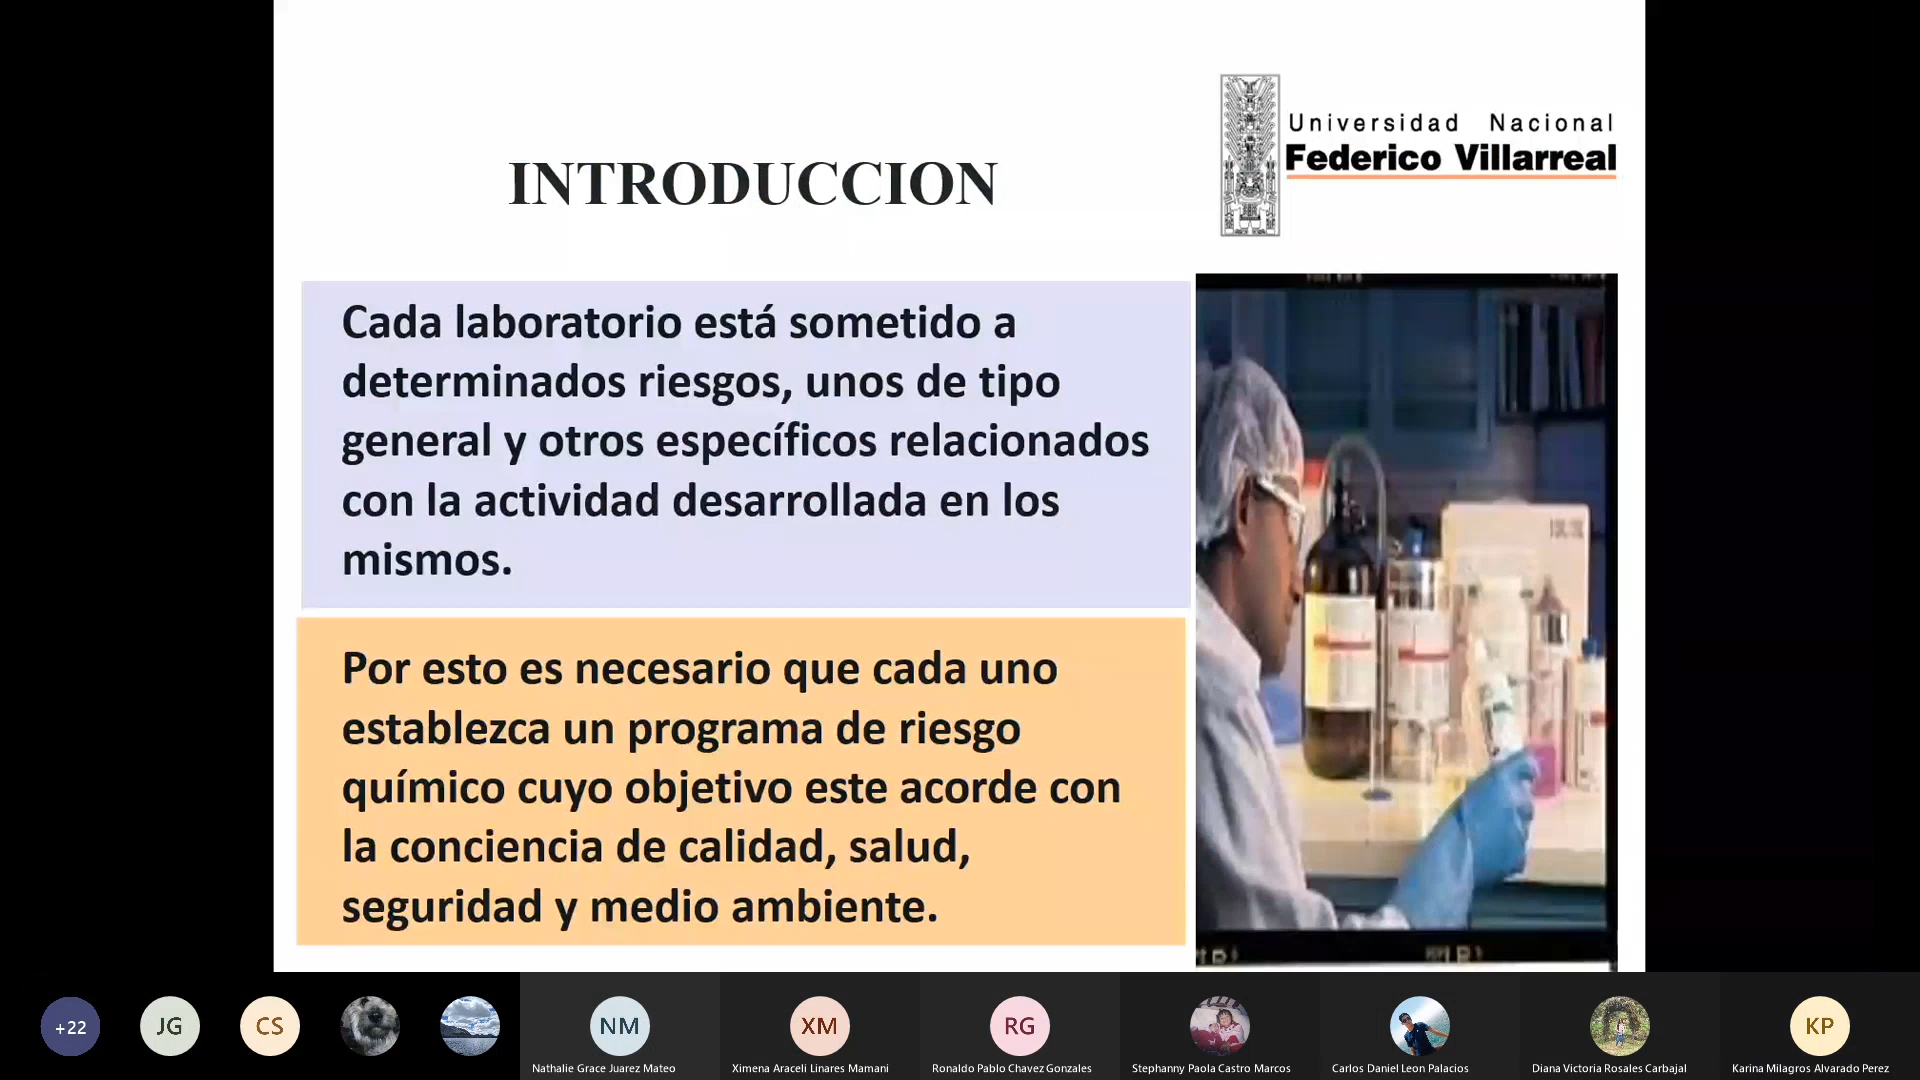 Universidad Nacional
Federico Villarreal
INTRODUCCION
Cada laboratorio está sometido a
determinados riesgos, unos de tipo
general y otros específicos relacionados
con la actividad desarrollada en los
mismos.
Por esto es necesario que cada uno
establezca un programa de riesgo
químico cuyo objetivo este acorde con
la conciencia de calidad, salud,
seguridad y medio ambiente.
+22
JG
CS
NM
XM
RG
KP
Nathalie Grace Juarez Mateo
Ximena Araceli Linares Mamani
Ronaldo Pablo Chavez Gonzales
Stephanny Paola Castro Marcos
Carlos Daniel Leon Palacios
Diana Victoria Rosales Carbajal
Karina Milagros Alvarado Perez